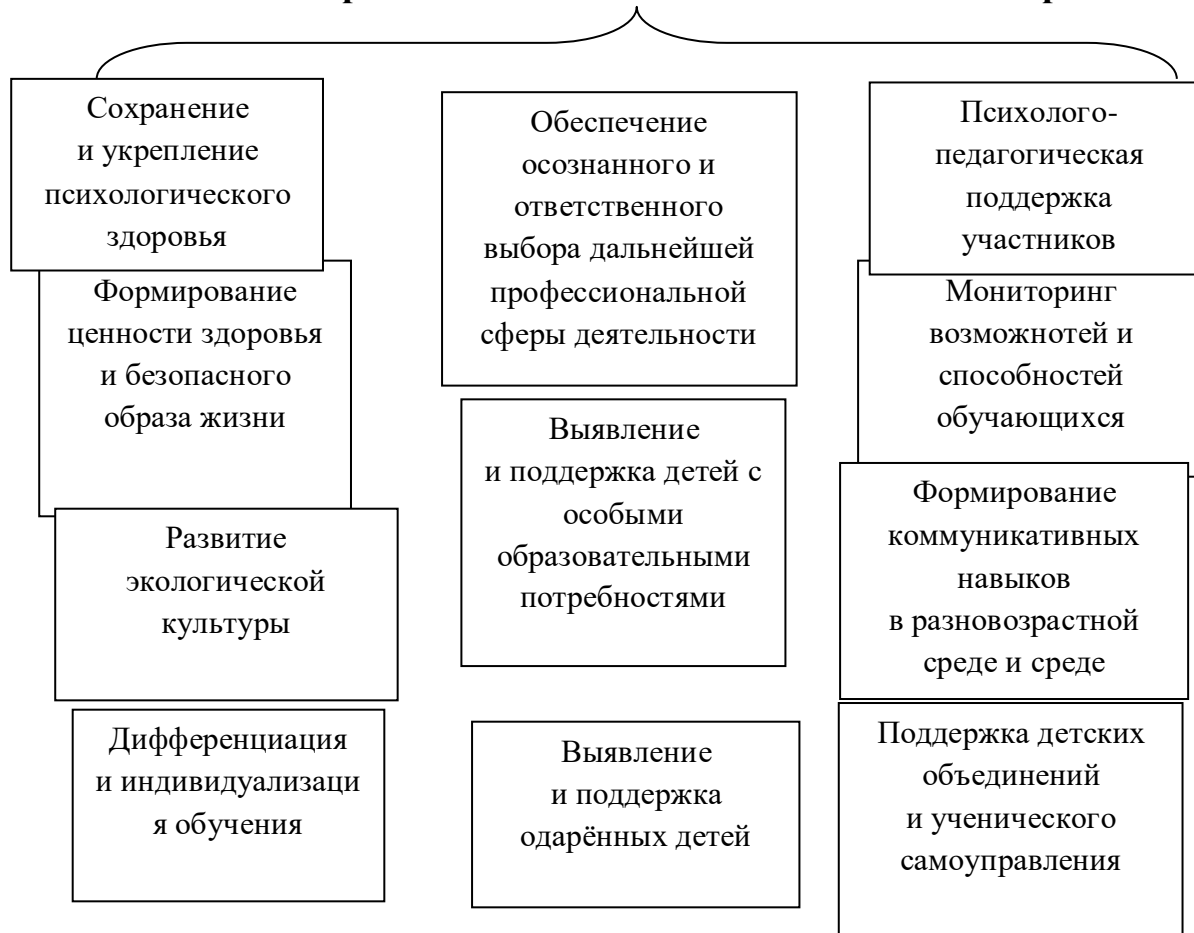 Сохранение
и укрепление
психологического
здоровья
Формирование
ценности здоровья
и безопасного
образа жизни
Развитие
экологической
культуры
Дифференциация
и индивидуализаци
я обучения
Обеспечение
осознанного и
ответственного
выбора дальнейшей
профессиональной
сферы деятельности
Выявление
и поддержка детей с
особыми
образовательными
потребностями
Выявление
и поддержка
одарённых детей
Психолого-
педагогическая
поддержка
участников
Мониторинг
возможнотей и
способностей
обучающихся
Формирование
коммуникативных
навыков
в разновозрастной
среде и среде
Поддержка детских
объединений
и ученического
самоуправления